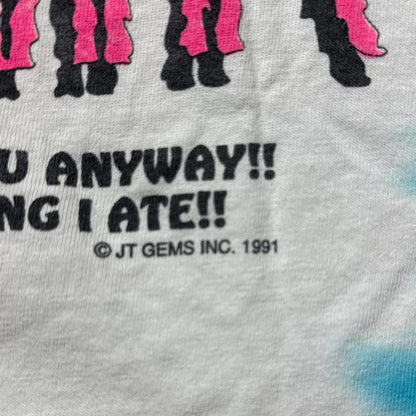 U ANYWAY!!
NG I ATE!!
© JT GEMS INC. 1991